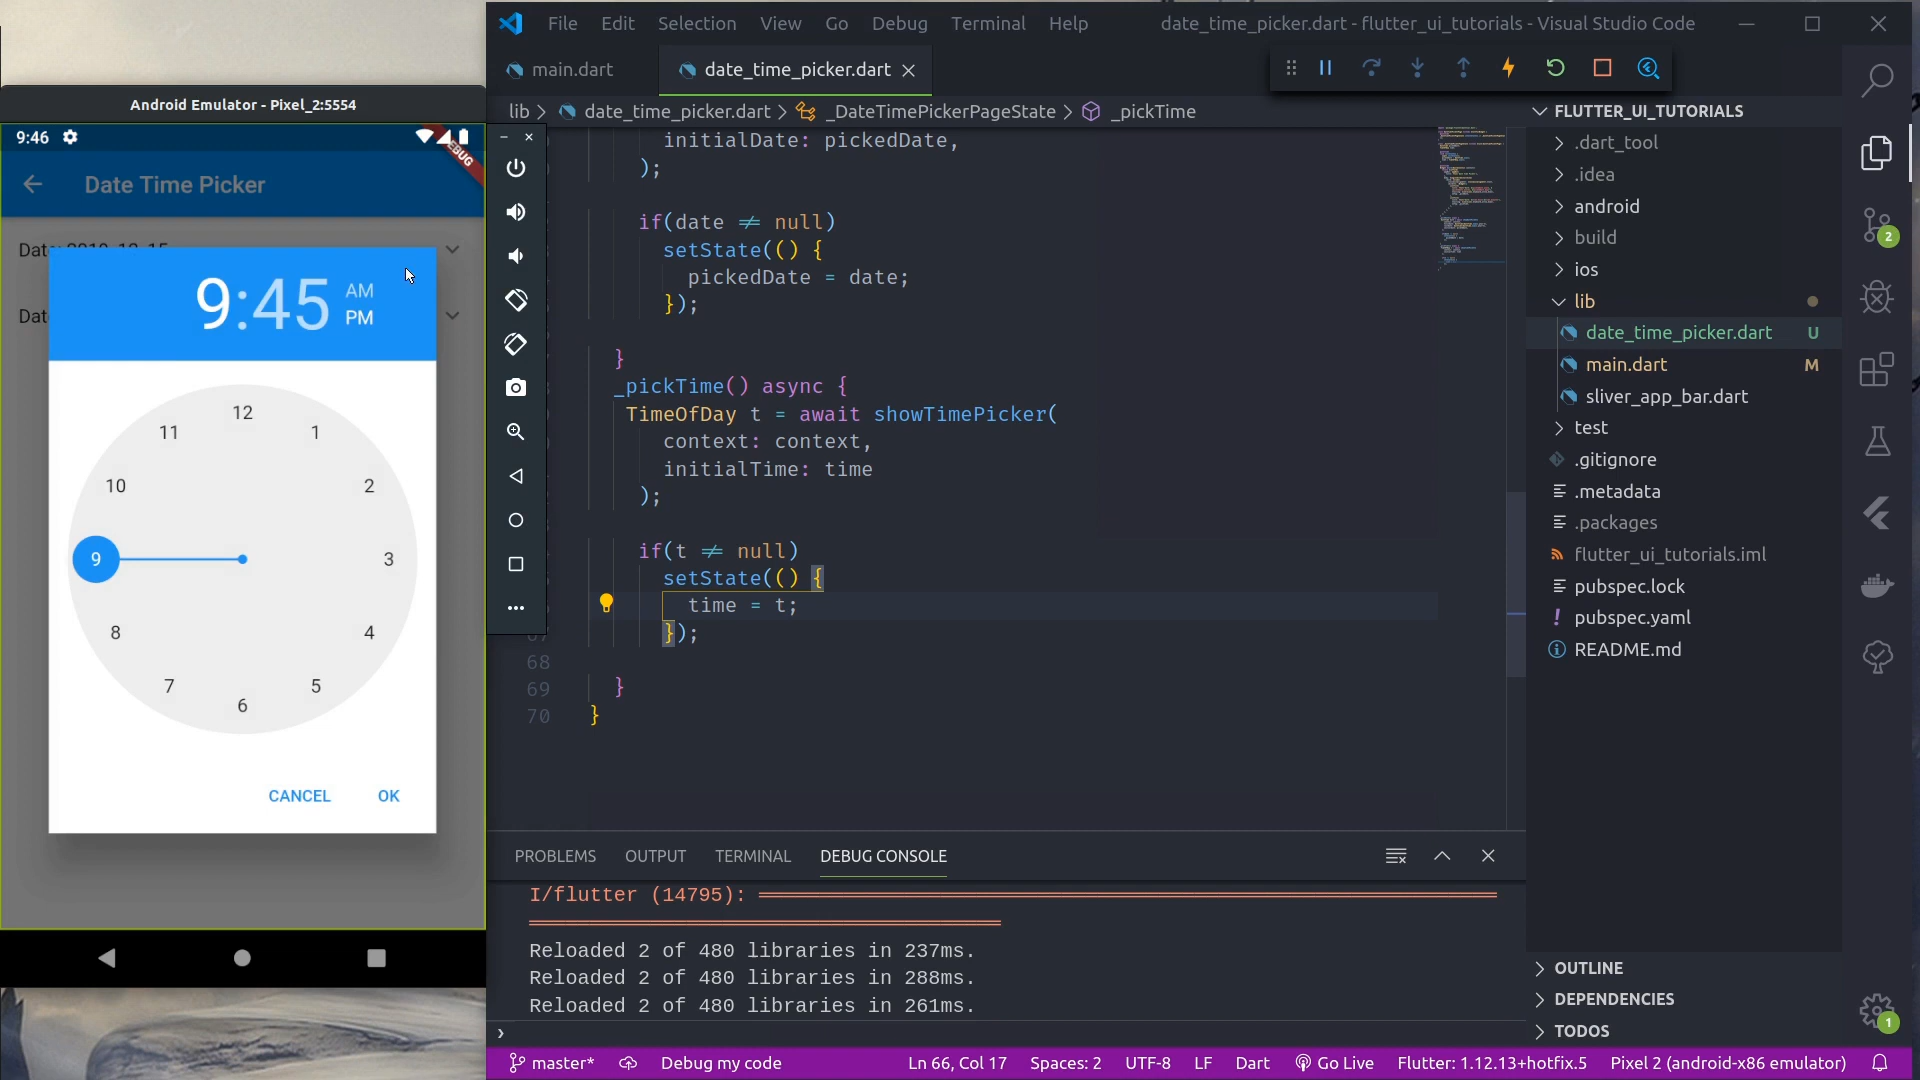 Android Emulator - Pixel_2:5554
9:46
DEBUG
Date Time Picker
Date: 2019-12-15
Dat
9:45
AM
PM
12
11
1
10
2
9
3
8
4
7
5
6
CANCEL
OK
File Edit Selection View Go Debug Terminal Help
date_time_picker.dart - flutter_ui_tutorials - Visual Studio Code
main.dart
date_time_picker.dart
lib > date_time_picker.dart > _DateTimePickerPageState > _pickTime
initialDate: pickedDate,
);
if(date ≠ null)
setState(() {
pickedDate = date;
});
}
_pickTime() async {
TimeOfDay t = await showTimePicker(
context: context,
initialTime: time
);
if(t ≠ null)
setState(() {
time = t;
67 });
68
69 }
70 }
FLUTTER_UI_TUTORIALS
.dart_tool
.idea
android
build
ios
lib
date_time_picker.dart U
main.dart M
sliver_app_bar.dart
test
.gitignore
.metadata
.packages
flutter_ui_tutorials.iml
pubspec.lock
pubspec.yaml
README.md
OUTLINE
DEPENDENCIES
TODOS
2
1
PROBLEMS OUTPUT TERMINAL DEBUG CONSOLE
I/flutter (14795): ════════════════════════════════════════════════════════════
═══════════════════════════════════════
Reloaded 2 of 480 libraries in 237ms.
Reloaded 2 of 480 libraries in 288ms.
Reloaded 2 of 480 libraries in 261ms.
master* Debug my code Ln 66, Col 17 Spaces: 2 UTF-8 LF Dart Go Live Flutter: 1.12.13+hotfix.5 Pixel 2 (android-x86 emulator)